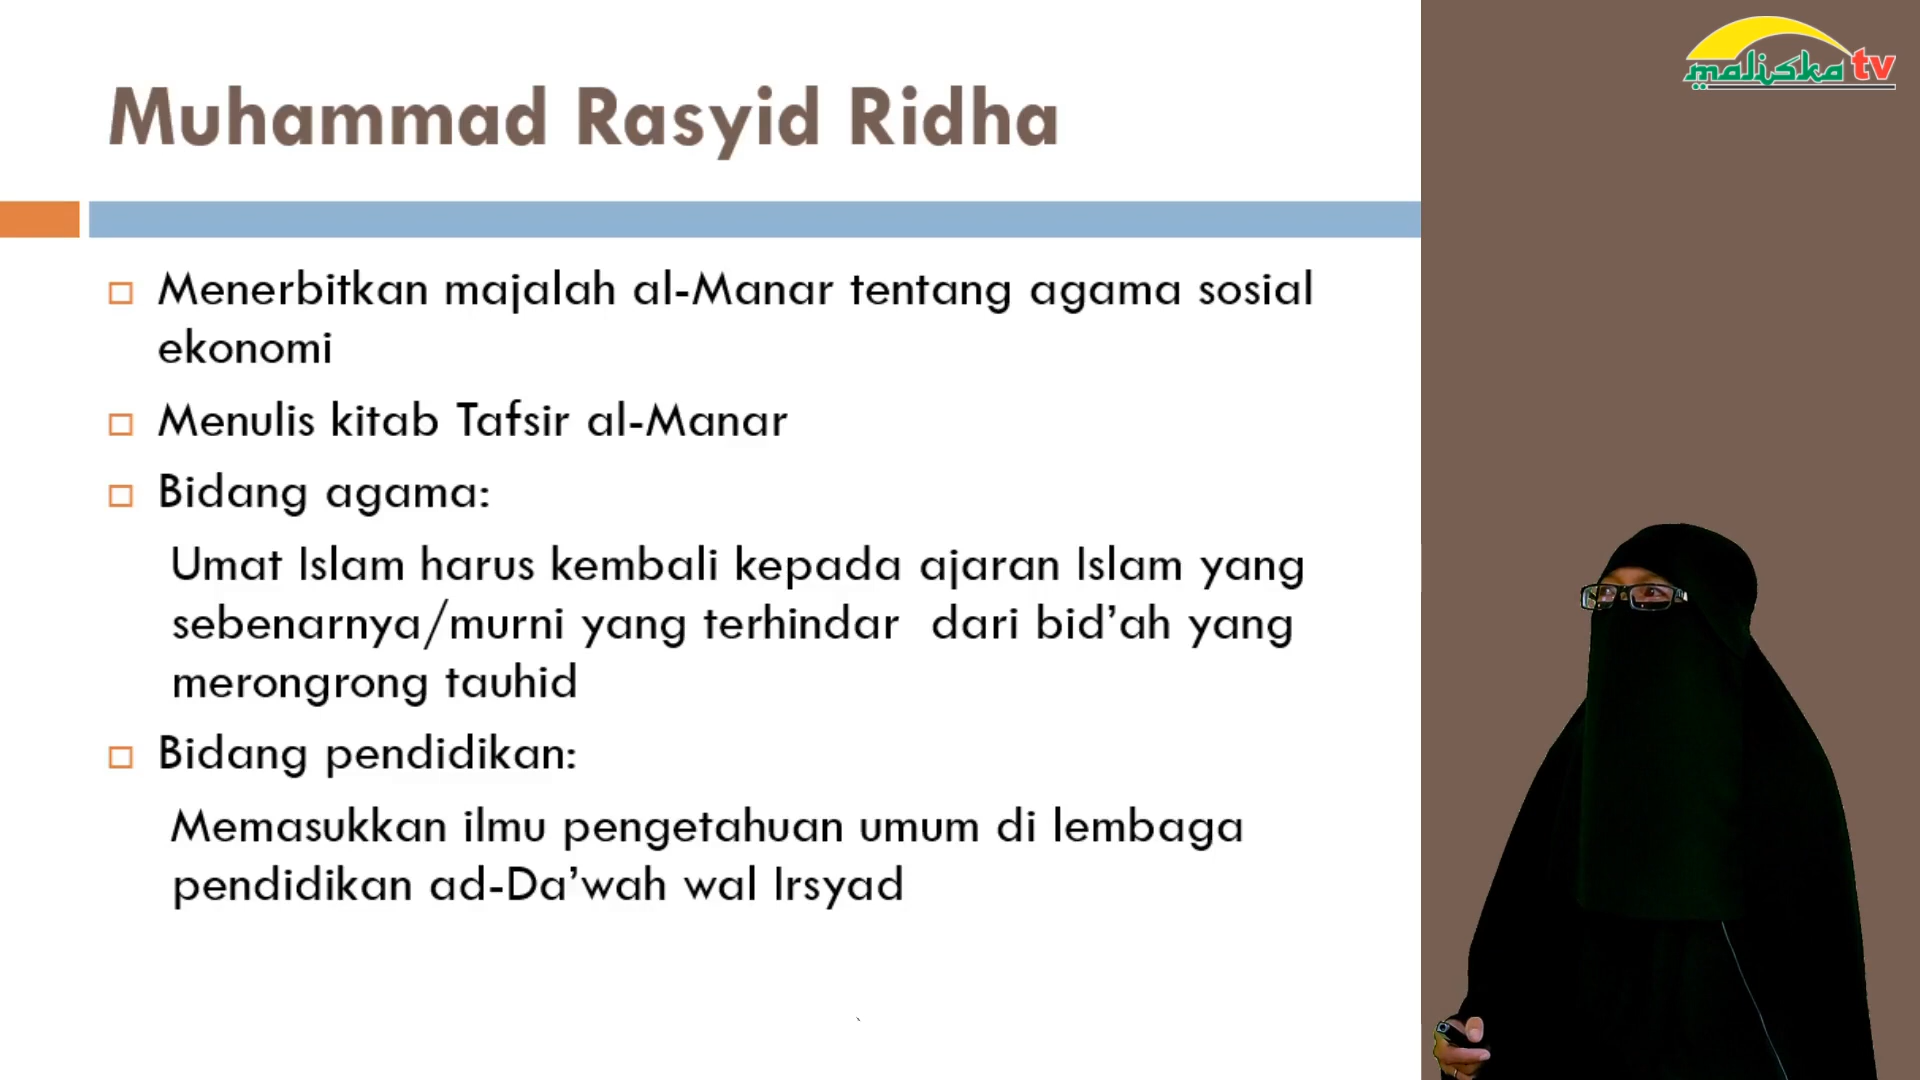 maliska tv
Muhammad Rasyid Ridha
Menerbitkan majalah al-Manar tentang agama sosial
ekonomi
Menulis kitab Tafsir al-Manar
Bidang agama:
Umat Islam harus kembali kepada ajaran Islam yang
sebenarnya/murni yang terhindar dari bid’ah yang
merongrong tauhid
Bidang pendidikan:
Memasukkan ilmu pengetahuan umum di lembaga
pendidikan ad-Da’wah wal Irsyad